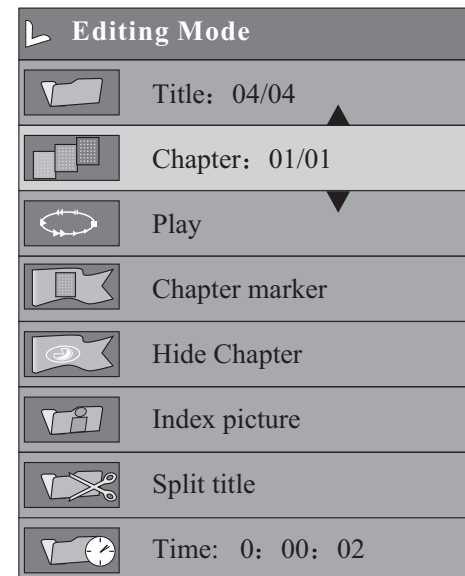 Editing Mode
Title： 04/04
Chapter： 01/01
Play
Chapter marker
Hide Chapter
Index picture
Split title
Time: 0： 00： 02